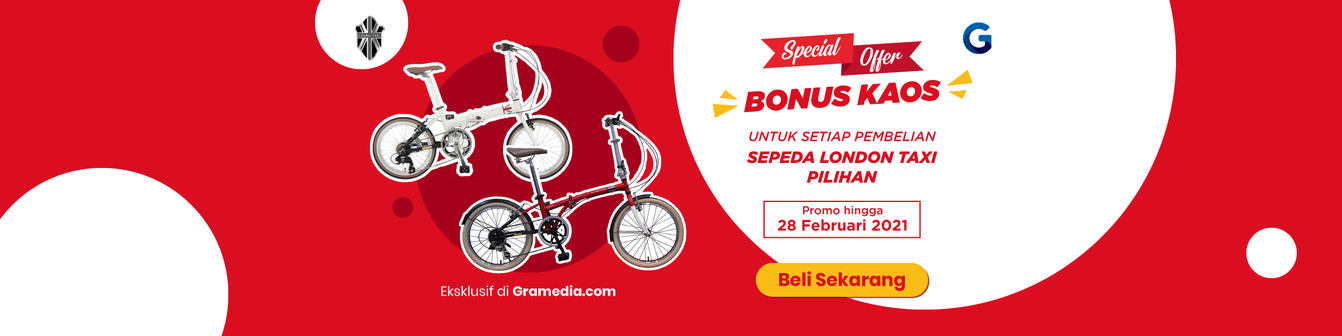 Special Offer
BONUS KAOS
UNTUK SETIAP PEMBELIAN
SEPEDA LONDON TAXI
PILIHAN
Promo hingga
28 Februari 2021
Beli Sekarang
Eksklusif di Gramedia.com
G